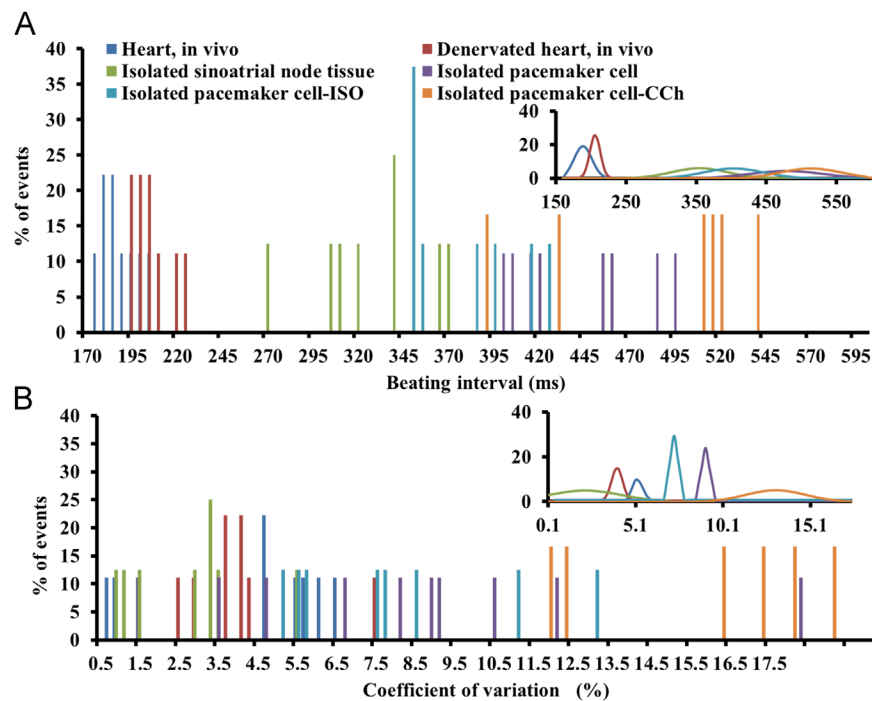 A
Heart, in vivo
Denervated heart, in vivo
Isolated sinoatrial node tissue
Isolated pacemaker cell
Isolated pacemaker cell-ISO
Isolated pacemaker cell-CCh
% of events
40
35
30
25
20
15
10
5
0
170 195 220 245 270 295 320 345 370 395 420 445 470 495 520 545 570 595
Beating interval (ms)
40
20
0
150 250 350 450 550
B
% of events
40
35
30
25
20
15
10
5
0
0.5 1.5 2.5 3.5 4.5 5.5 6.5 7.5 8.5 9.5 10.5 11.5 12.5 13.5 14.5 15.5 16.5 17.5
Coefficient of variation (%)
40
20
0
0.1 5.1 10.1 15.1